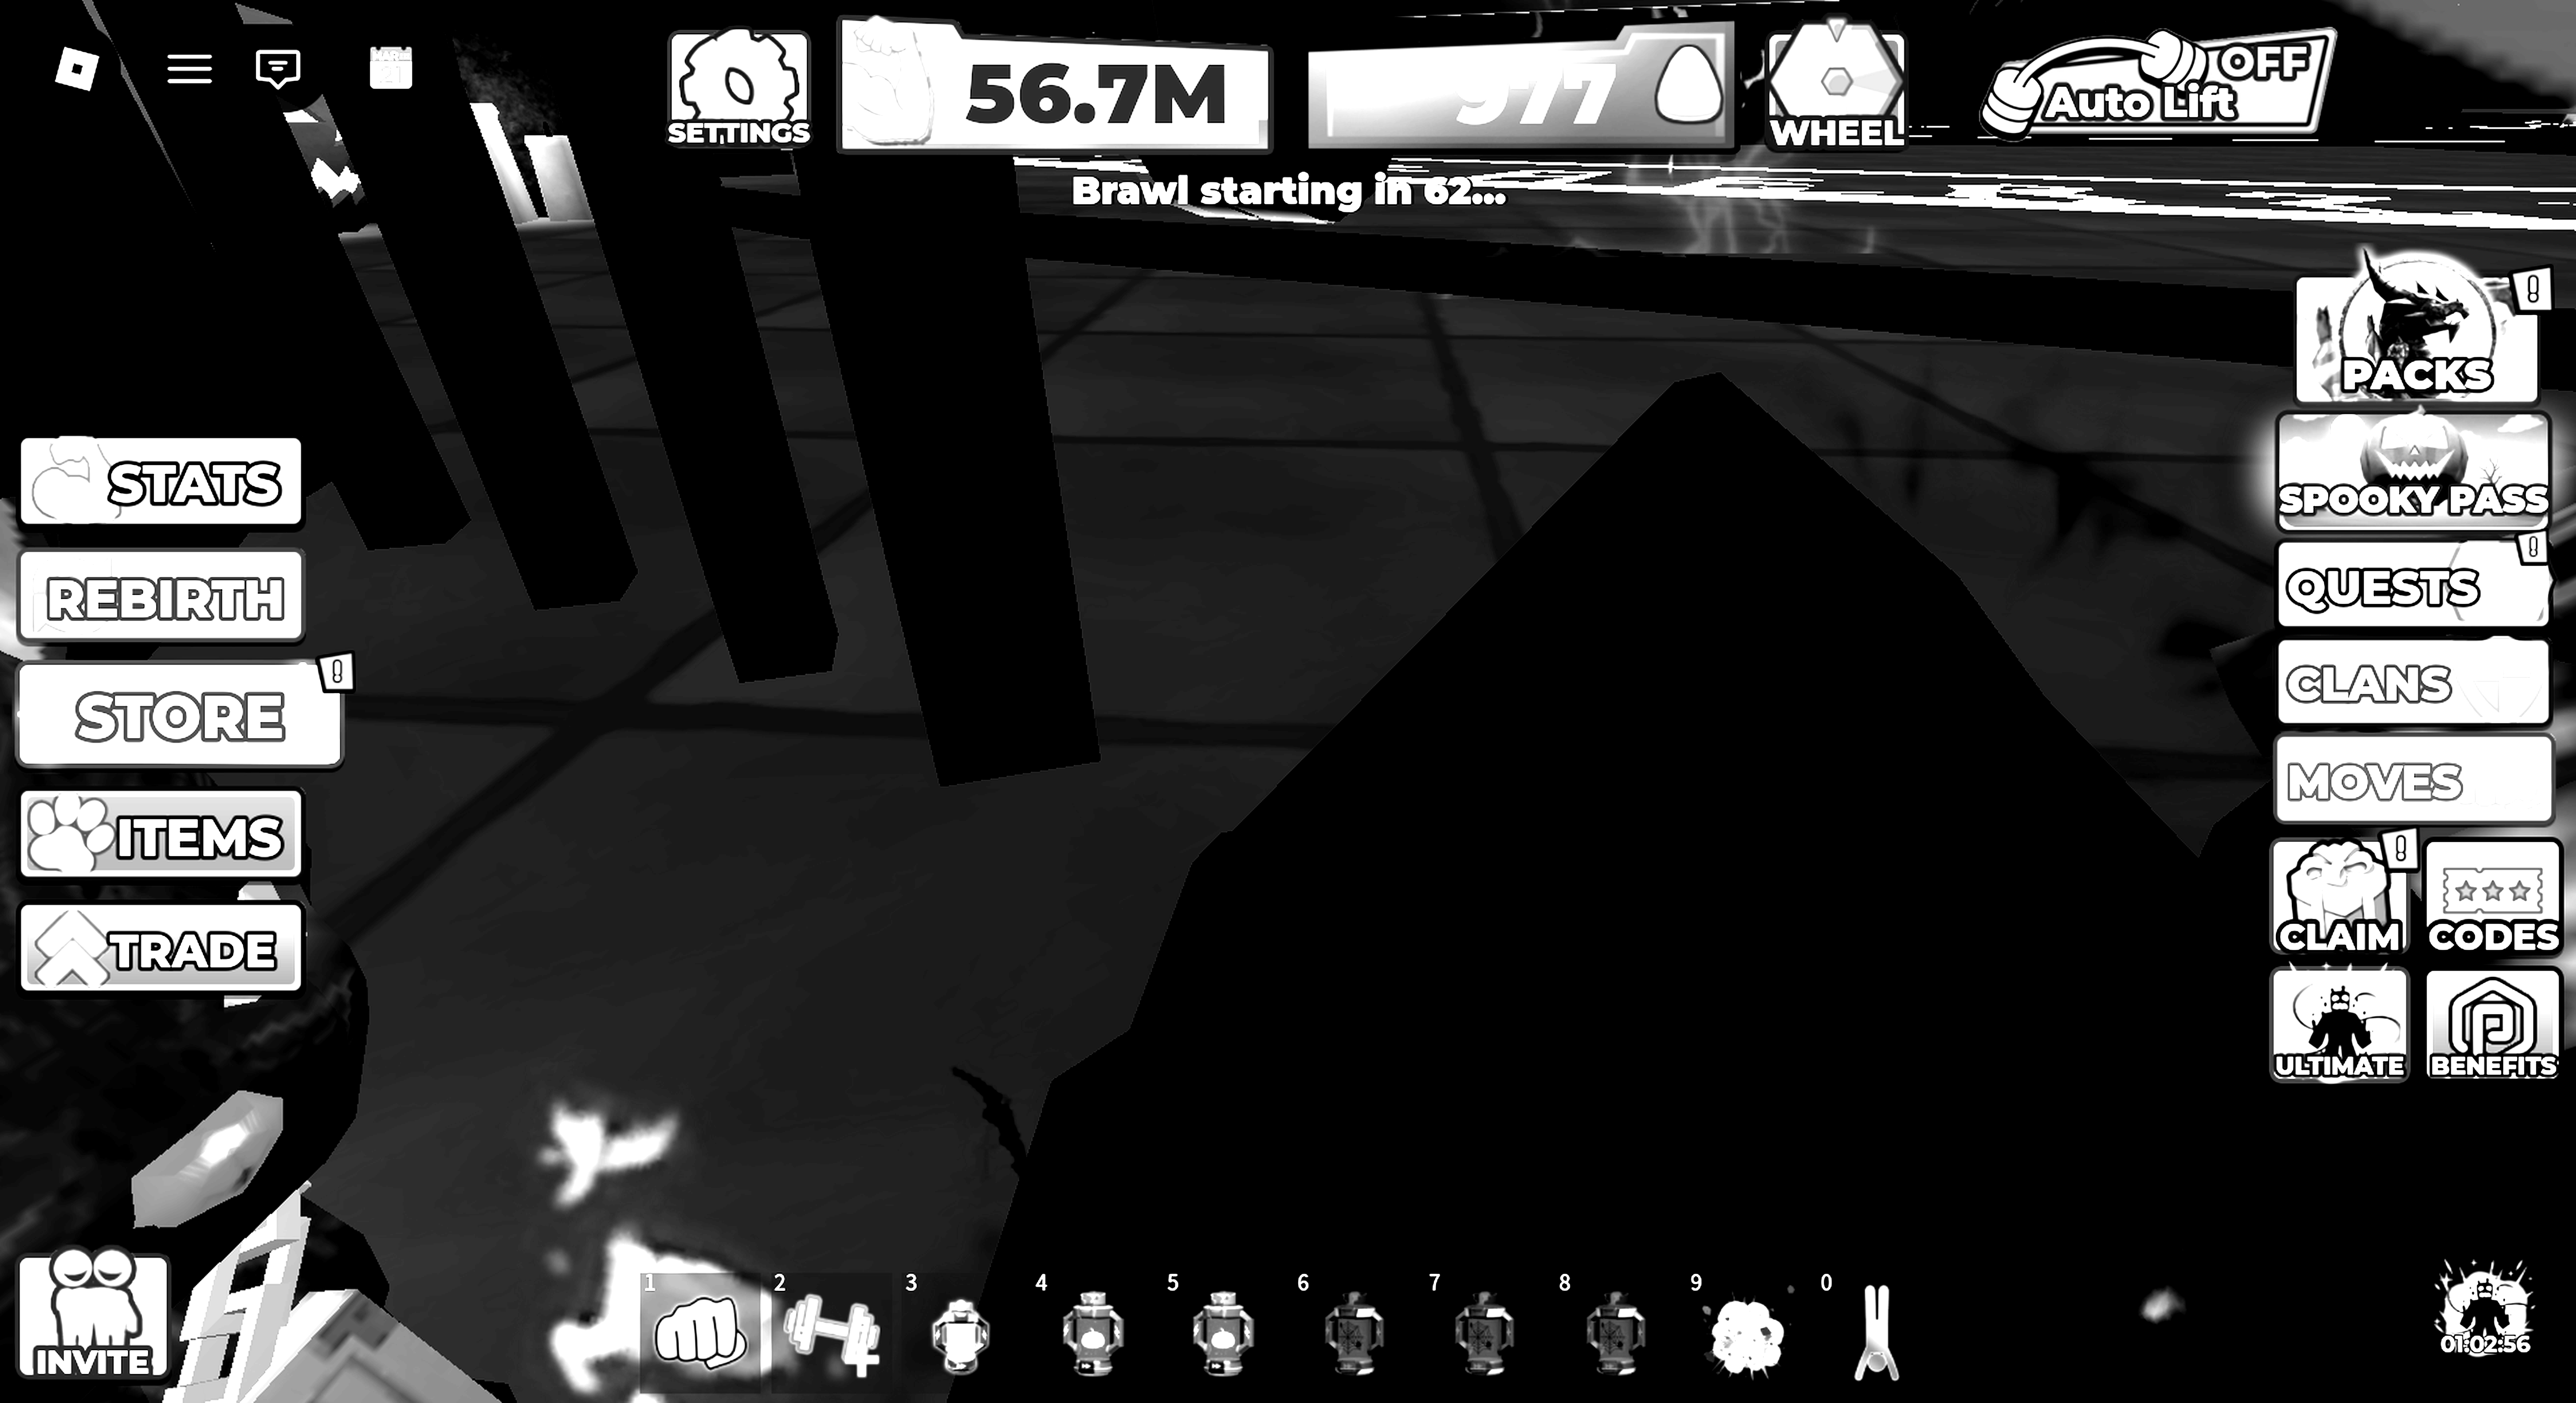 SETTINGS
56.7M
977
WHEEL
OFF
Auto Lift
Brawl starting in 62...
PACKS
SPOOKY PASS
STATS
QUESTS
REBIRTH
CLANS
STORE
MOVES
ITEMS
CLAIM
CODES
TRADE
ULTIMATE
BENEFITS
INVITE
1 2 3 4 5 6 7 8 9 0
01:02:56